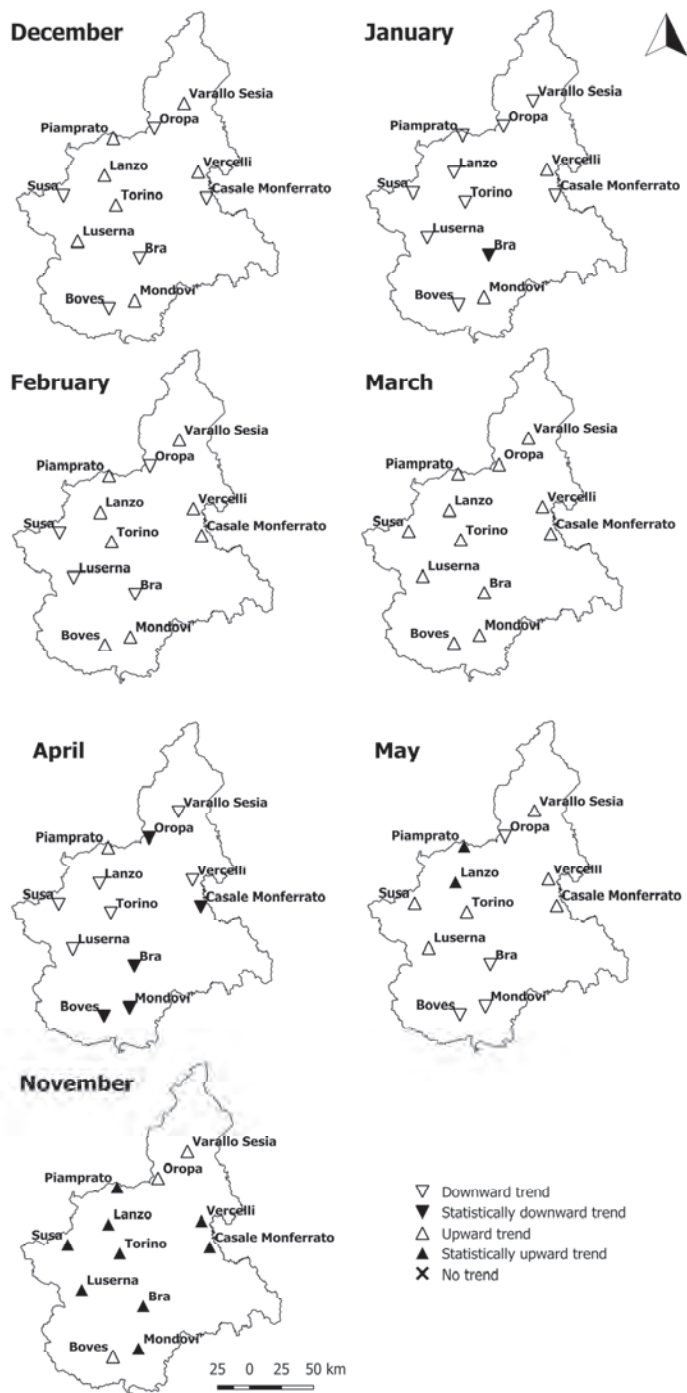 December
Varallo Sesia
Oropa
Piamprato
Lanzo
Vercelli
Susa
Torino
Casale Monferrato
Luserna
Bra
Boves
Mondovi'
January
Varallo Sesia
Oropa
Piamprato
Lanzo
Vercelli
Susa
Torino
Casale Monferrato
Luserna
Bra
Boves
Mondovi'
February
Varallo Sesia
Oropa
Piamprato
Lanzo
Vercelli
Susa
Torino
Casale Monferrato
Luserna
Bra
Boves
Mondovi'
March
Varallo Sesia
Oropa
Piamprato
Lanzo
Vercelli
Susa
Torino
Casale Monferrato
Luserna
Bra
Boves
Mondovi'
April
Varallo Sesia
Oropa
Piamprato
Lanzo
Vercelli
Susa
Torino
Casale Monferrato
Luserna
Bra
Boves
Mondovi'
May
Varallo Sesia
Oropa
Piamprato
Lanzo
Vercelli
Susa
Torino
Casale Monferrato
Luserna
Bra
Boves
Mondovi'
November
Varallo Sesia
Oropa
Piamprato
Lanzo
Vercelli
Susa
Torino
Casale Monferrato
Luserna
Bra
Boves
Mondovi'
25 0 25 50 km
Downward trend
Statistically downward trend
Upward trend
Statistically upward trend
No trend